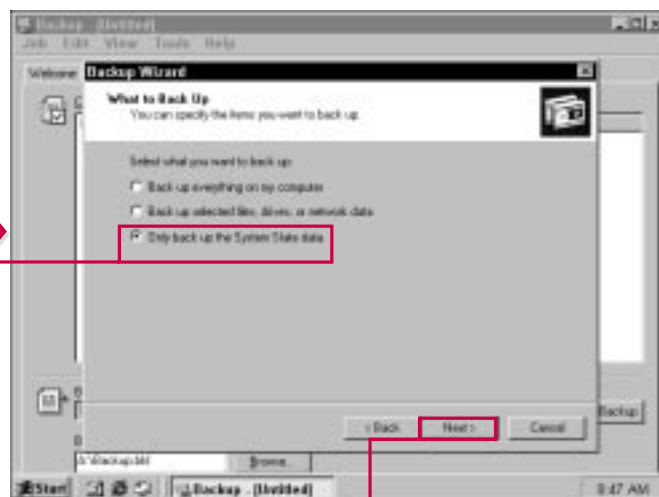 Backup - [Untitled]
Job Edit View Tools Help
Welcome
Backup Wizard
What to Back Up
You can specify the items you want to back up.
Select what you want to back up:
Back up everything on my computer
Back up selected files, drives, or network data
Only back up the System State data
< Back Next > Cancel
Backup
A:\Backup.bkf
Browse...
Start
Backup - [Untitled]
8:47 AM